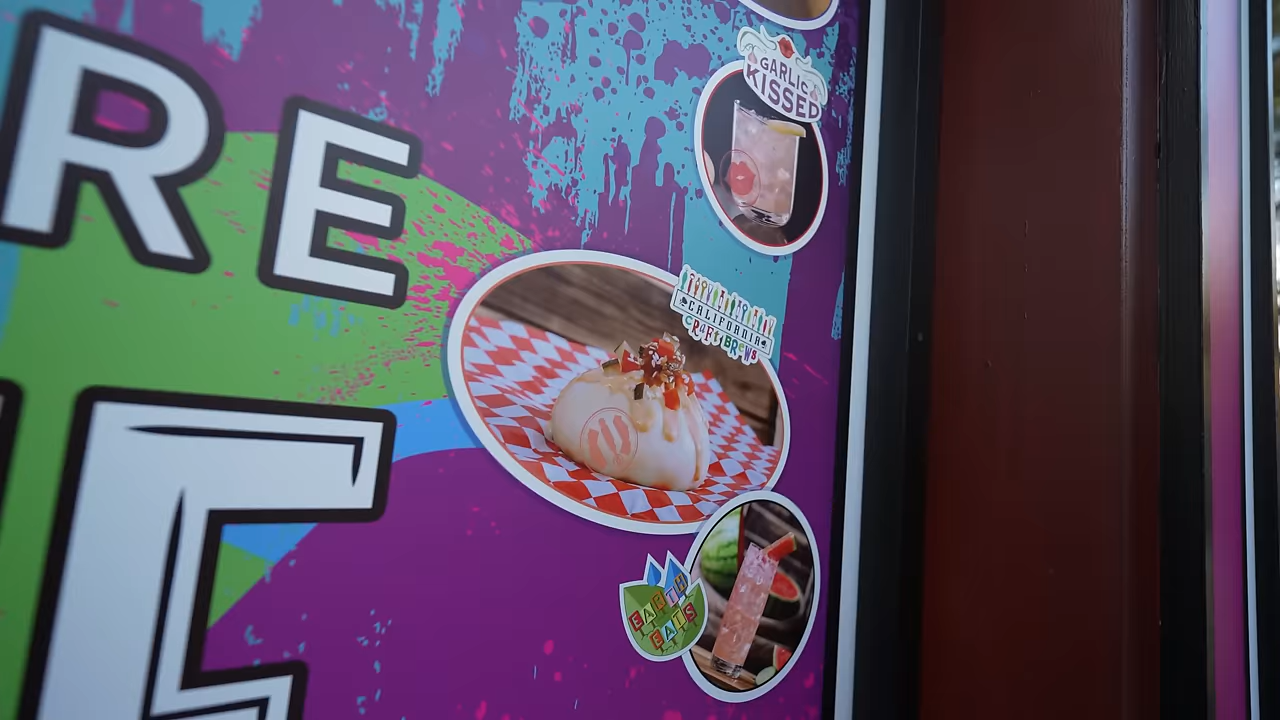 RE
GARLIC
KISSED
CALIFORNIA
CRAFT BREWS
EARTH
EATS